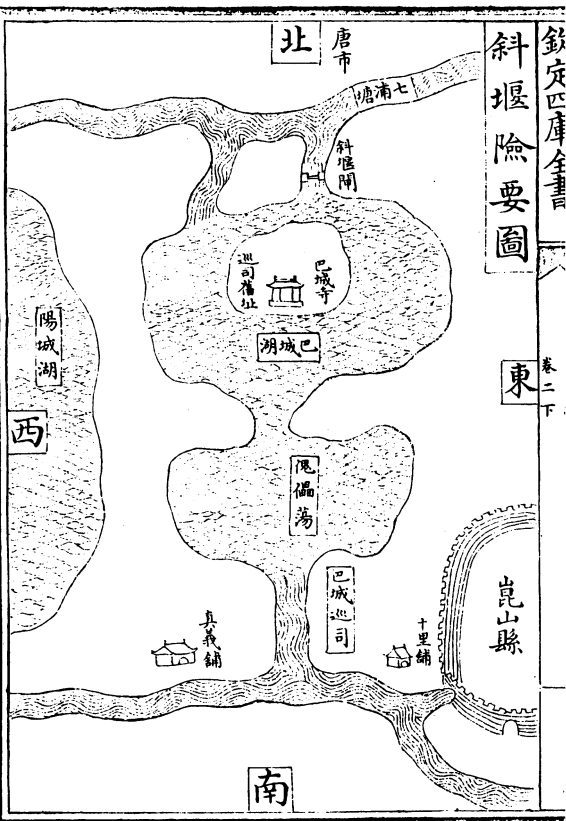 欽定四庫全書
卷二下
斜堰險要圖
北
唐市
七浦塘
斜堰閘
巴城寺
巡司舊址
巴城湖
陽城湖
東
西
傀儡蕩
巴城巡司
崑山縣
十里舖
真義舖
南